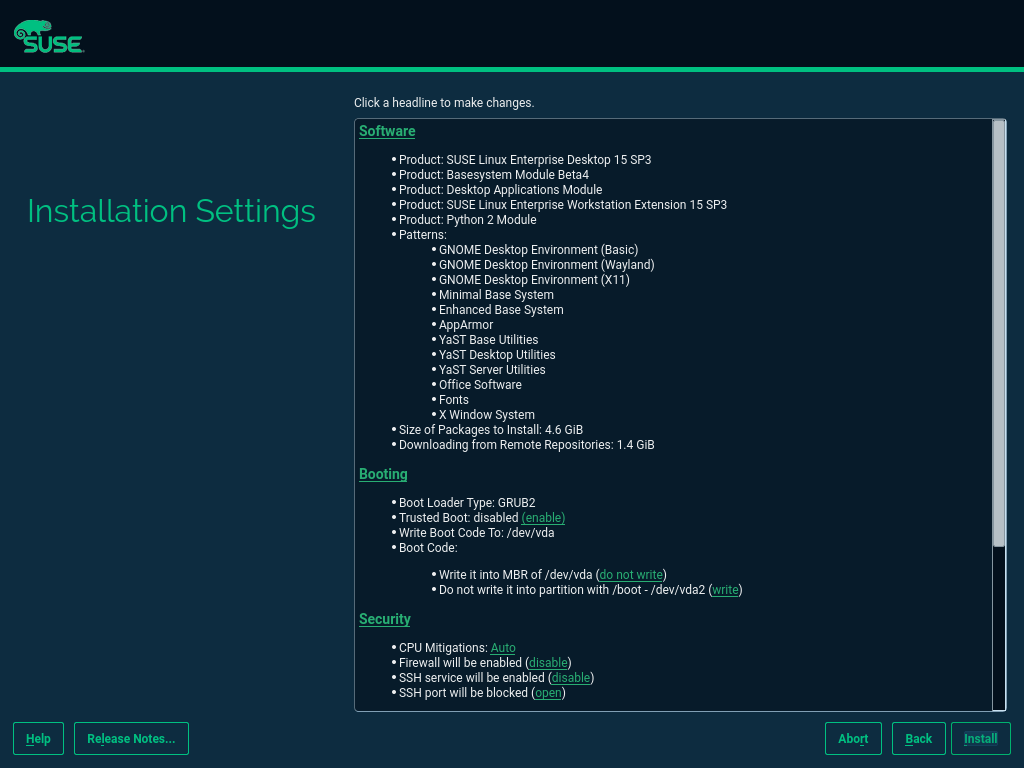 SUSE
Click a headline to make changes.
Installation Settings
Software
• Product: SUSE Linux Enterprise Desktop 15 SP3
• Product: Basesystem Module Beta4
• Product: Desktop Applications Module
• Product: SUSE Linux Enterprise Workstation Extension 15 SP3
• Product: Python 2 Module
• Patterns:
• GNOME Desktop Environment (Basic)
• GNOME Desktop Environment (Wayland)
• GNOME Desktop Environment (X11)
• Minimal Base System
• Enhanced Base System
• AppArmor
• YaST Base Utilities
• YaST Desktop Utilities
• YaST Server Utilities
• Office Software
• Fonts
• X Window System
• Size of Packages to Install: 4.6 GiB
• Downloading from Remote Repositories: 1.4 GiB
Booting
• Boot Loader Type: GRUB2
• Trusted Boot: disabled (enable)
• Write Boot Code To: /dev/vda
• Boot Code:
• Write it into MBR of /dev/vda (do not write)
• Do not write it into partition with /boot - /dev/vda2 (write)
Security
• CPU Mitigations: Auto
• Firewall will be enabled (disable)
• SSH service will be enabled (disable)
• SSH port will be blocked (open)
Help Release Notes... Abort Back Install